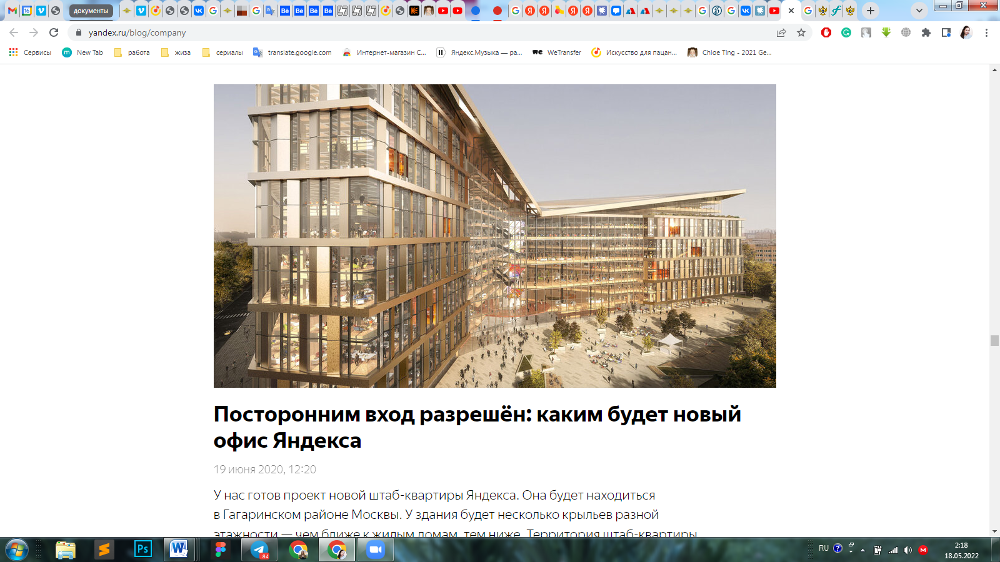 документы
yandex.ru/blog/company
Сервисы
New Tab
работа
жиза
сериалы
translate.google.com
Интернет-магазин С...
Яндекс.Музыка — ра...
WeTransfer
Искусство для пацан...
Chloe Ting - 2021 Ge...
Посторонним вход разрешён: каким будет новый
офис Яндекса
19 июня 2020, 12:20
У нас готов проект новой штаб-квартиры Яндекса. Она будет находиться
в Гагаринском районе Москвы. У здания будет несколько крыльев разной
этажности — чем ближе к жилым домам, тем ниже. Территория штаб-квартиры
Ps
W
84
RU
2:18
18.05.2022